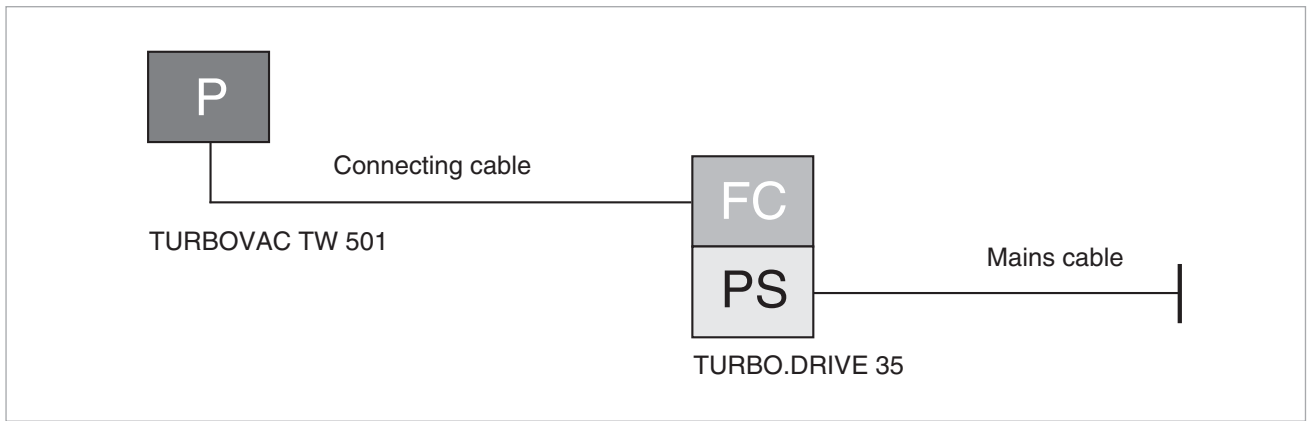 P
Connecting cable
FC
TURBOVAC TW 501
Mains cable
PS
TURBO.DRIVE 35